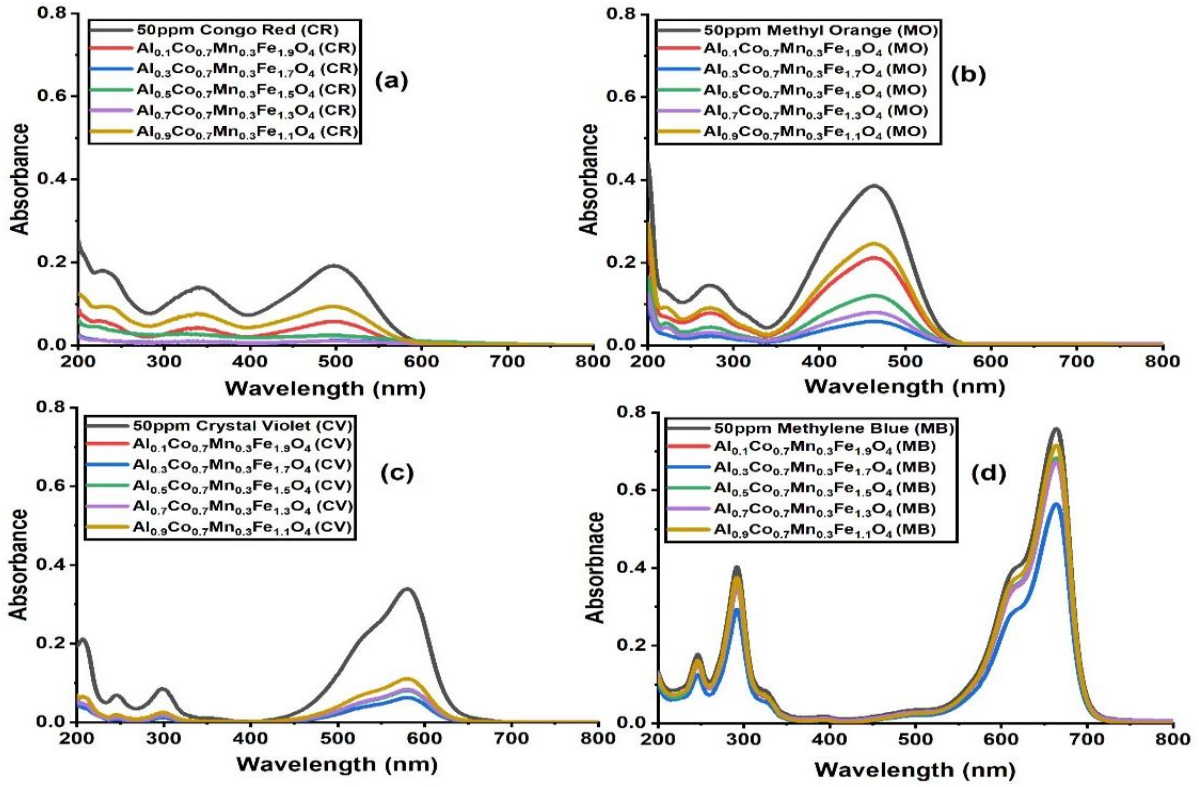 0.8
0.6
0.4
0.2
0.0
Absorbance
50ppm Congo Red (CR)
Al0.1Co0.7Mn0.3Fe1.9O4 (CR)
Al0.3Co0.7Mn0.3Fe1.7O4 (CR)
Al0.5Co0.7Mn0.3Fe1.5O4 (CR)
Al0.7Co0.7Mn0.3Fe1.3O4 (CR)
Al0.9Co0.7Mn0.3Fe1.1O4 (CR)
(a)
200 300 400 500 600 700 800
Wavelength (nm)
0.8
0.6
0.4
0.2
0.0
Absorbance
50ppm Methyl Orange (MO)
Al0.1Co0.7Mn0.3Fe1.9O4 (MO)
Al0.3Co0.7Mn0.3Fe1.7O4 (MO)
Al0.5Co0.7Mn0.3Fe1.5O4 (MO)
Al0.7Co0.7Mn0.3Fe1.3O4 (MO)
Al0.9Co0.7Mn0.3Fe1.1O4 (MO)
(b)
200 300 400 500 600 700 800
Wavelength (nm)
0.8
0.6
0.4
0.2
0.0
Absorbance
50ppm Crystal Violet (CV)
Al0.1Co0.7Mn0.3Fe1.9O4 (CV)
Al0.3Co0.7Mn0.3Fe1.7O4 (CV)
Al0.5Co0.7Mn0.3Fe1.5O4 (CV)
Al0.7Co0.7Mn0.3Fe1.3O4 (CV)
Al0.9Co0.7Mn0.3Fe1.1O4 (CV)
(c)
200 300 400 500 600 700 800
Wavelength (nm)
0.8
0.6
0.4
0.2
0.0
Absorbnace
50ppm Methylene Blue (MB)
Al0.1Co0.7Mn0.3Fe1.9O4 (MB)
Al0.3Co0.7Mn0.3Fe1.7O4 (MB)
Al0.5Co0.7Mn0.3Fe1.5O4 (MB)
Al0.7Co0.7Mn0.3Fe1.3O4 (MB)
Al0.9Co0.7Mn0.3Fe1.1O4 (MB)
(d)
200 300 400 500 600 700 800
Wavelength (nm)